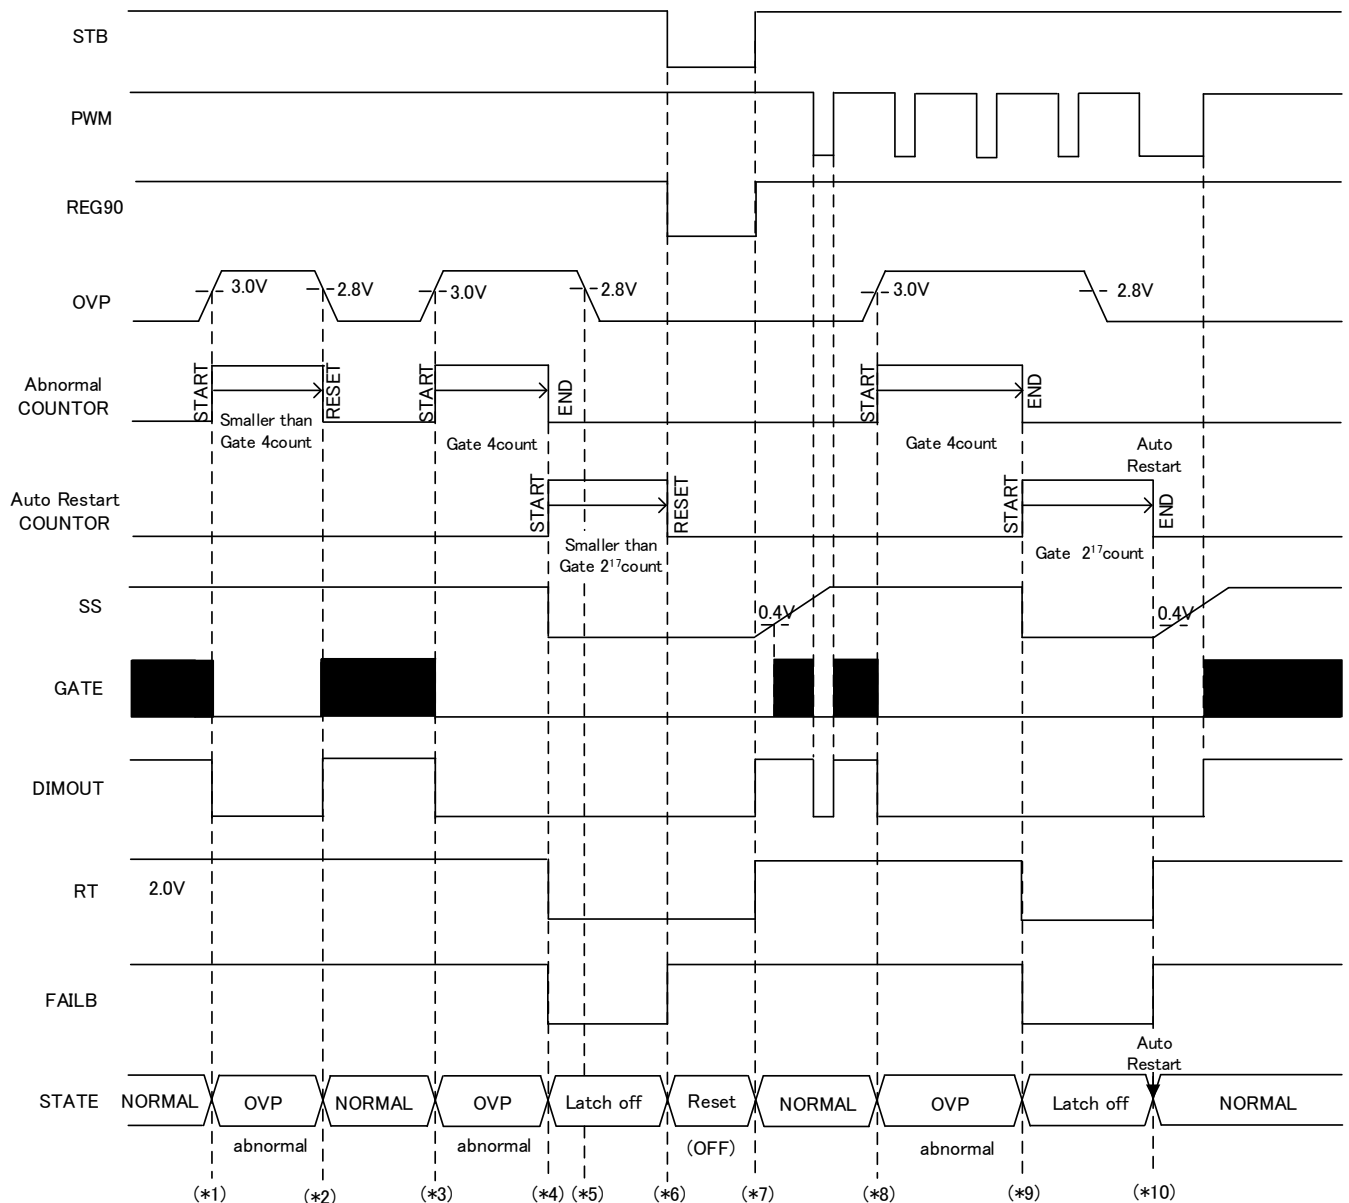 STB
PWM
REG90
OVP
3.0V
2.8V
3.0V
2.8V
3.0V
2.8V
Abnormal
COUNTOR
START
RESET
START
END
START
END
Smaller than
Gate 4count
Gate 4count
Gate 4count
Auto
Restart
Auto Restart
COUNTOR
START
RESET
START
END
Smaller than
Gate 2¹⁷count
Gate 2¹⁷count
SS
0.4V
0.4V
GATE
DIMOUT
RT
2.0V
FAILB
Auto
Restart
STATE
NORMAL
OVP
NORMAL
OVP
Latch off
Reset
NORMAL
OVP
Latch off
NORMAL
abnormal
abnormal
(OFF)
abnormal
(*1)
(*2)
(*3)
(*4)
(*5)
(*6)
(*7)
(*8)
(*9)
(*10)